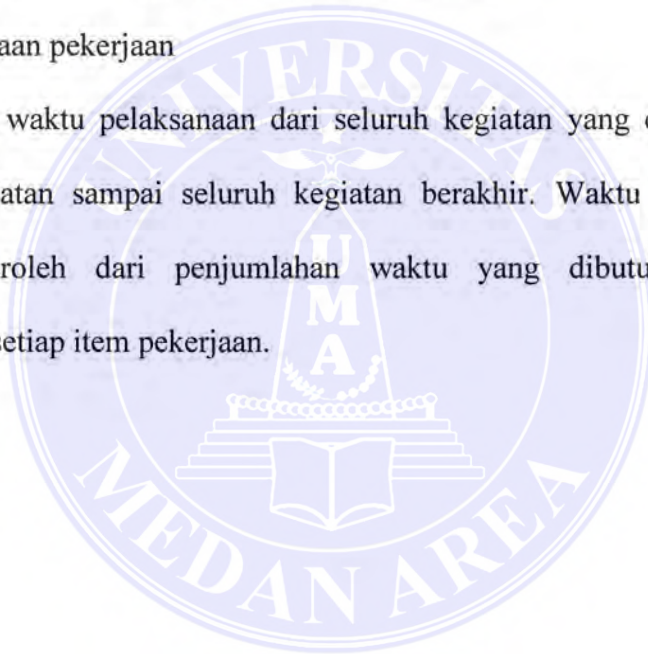 aan pekerjaan
waktu pelaksanaan dari seluruh kegiatan yang
atan sampai seluruh kegiatan berakhir. Waktu
roleh dari penjumlahan waktu yang dibutu
setiap item pekerjaan.
UNIVERSITAS
U
M
A
MEDAN AREA